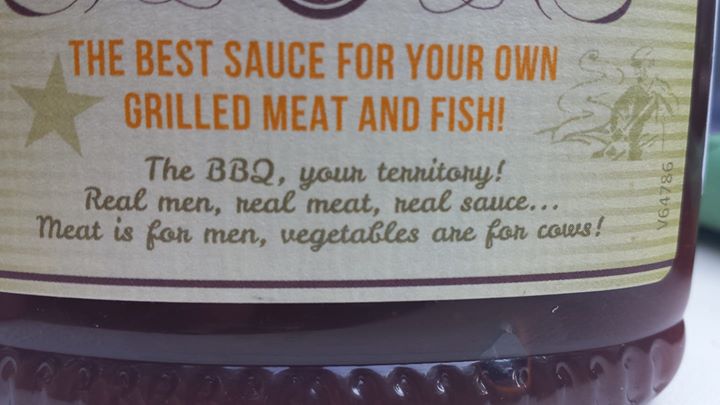 THE BEST SAUCE FOR YOUR OWN
GRILLED MEAT AND FISH!
The BBQ, your territory!
Real men, real meat, real sauce...
Meat is for men, vegetables are for cows!
V64786